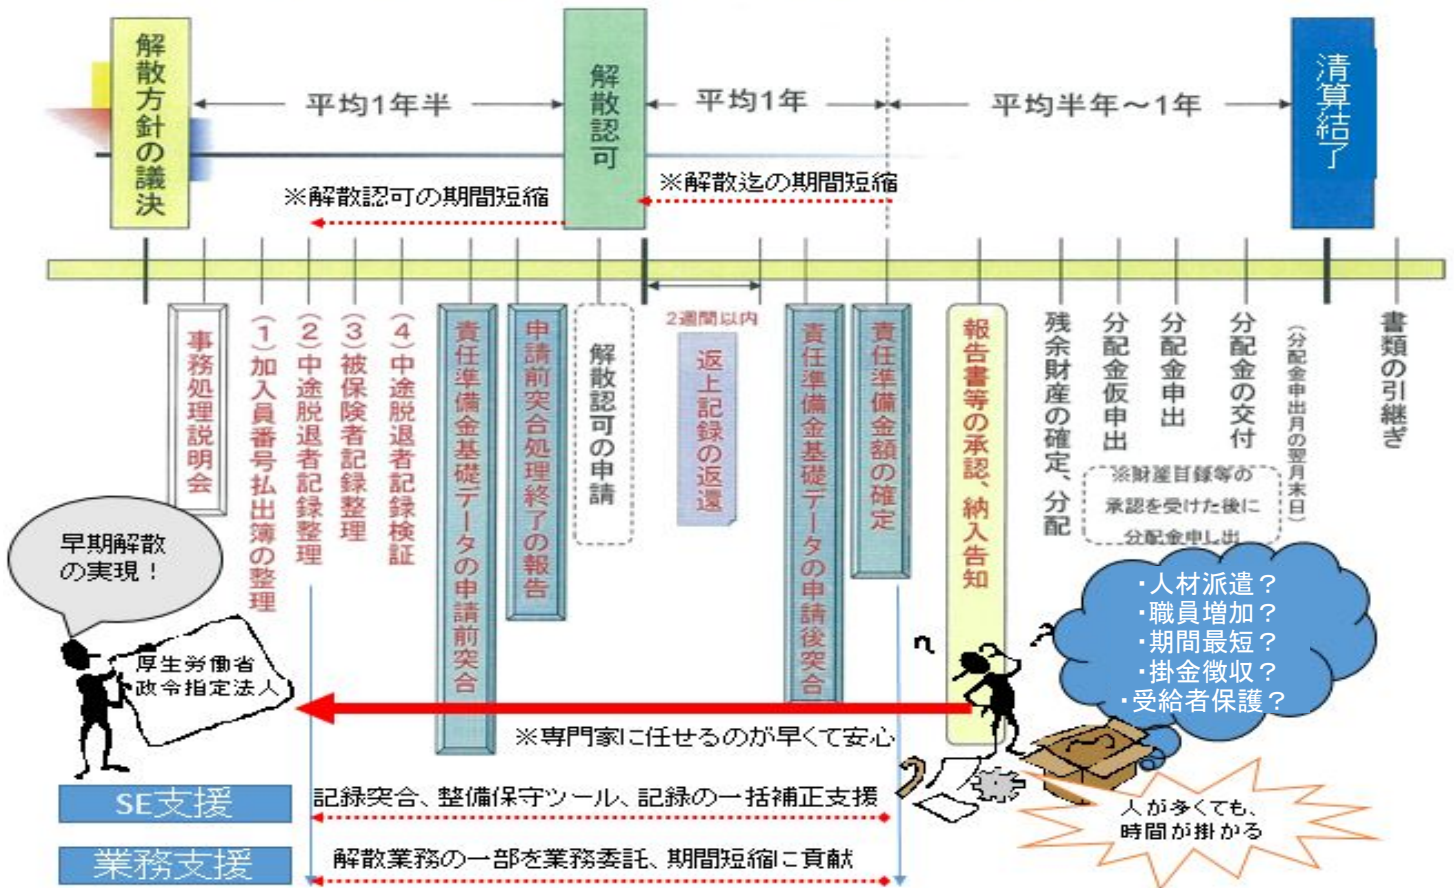 解散方針の議決
平均1年半
解散認可
平均1年
平均半年～1年
清算結了
※解散認可の期間短縮
※解散迄の期間短縮
事務処理説明会
(1)加入員番号払出簿の整理
(2)中途脱退者記録整理
(3)被保険者記録整理
(4)中途脱退者記録検証
責任準備金基礎データの申請前突合
申請前突合処理終了の報告
解散認可の申請
2週間以内
返上記録の返還
責任準備金基礎データの申請後突合
責任準備金額の確定
報告書等の承認、納入告知
残余財産の確定、分配
分配金仮申出
分配金申出
分配金の交付
(分配金申出月の翌月末日)
書類の引継ぎ
※財産目録等の
承認を受けた後に
分配金申し出
早期解散
の実現！
厚生労働省
政令指定法人
?
?
・人材派遣？
・職員増加？
・期間最短？
・掛金徴収？
・受給者保護？
※専門家に任せるのが早くて安心
人が多くても、
時間が掛かる
SE支援
記録突合、整備保守ツール、記録の一括補正支援
業務支援
解散業務の一部を業務委託、期間短縮に貢献